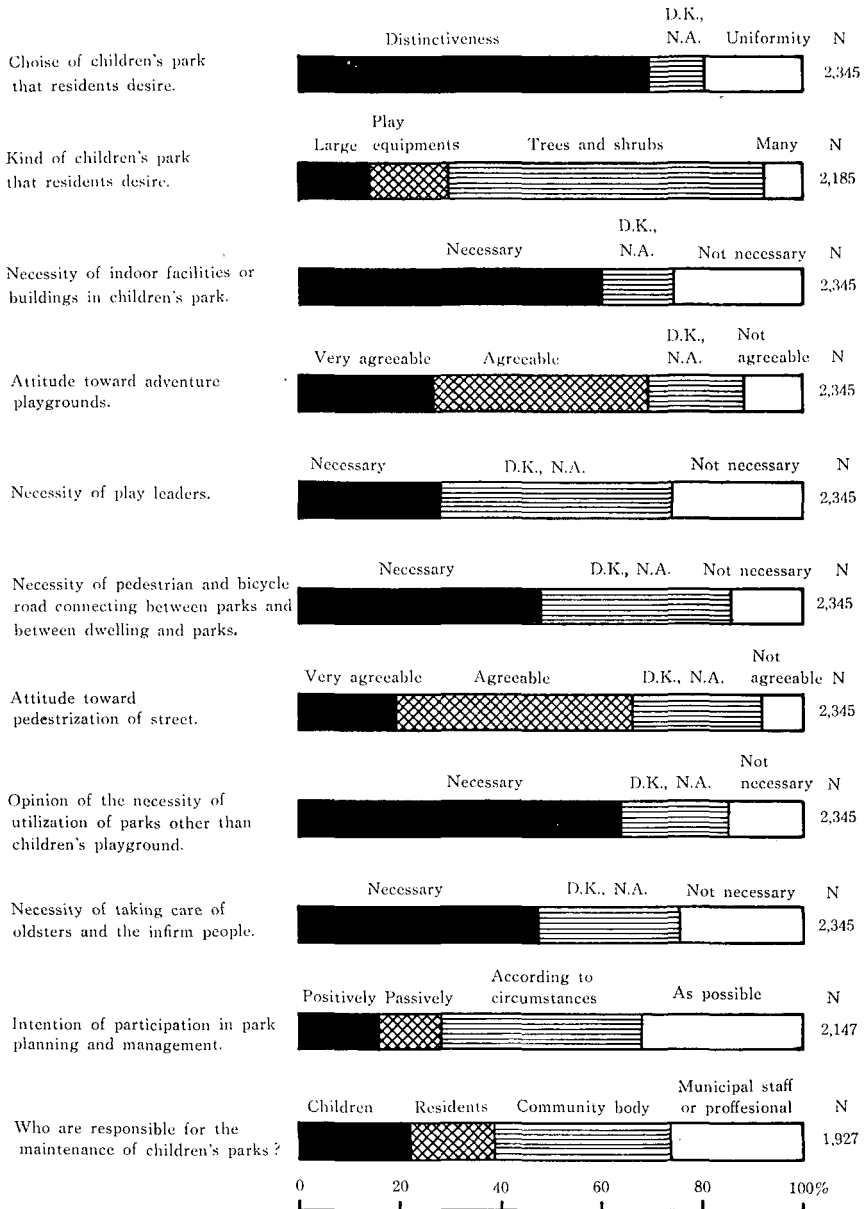 D.K.,
Distinctiveness N.A. Uniformity N
Choise of children's park
that residents desire.
2,345
Play
Large equipments Trees and shrubs Many N
Kind of children's park
that residents desire.
2,185
D.K.,
Necessary N.A. Not necessary N
Necessity of indoor facilities or
buildings in children's park.
2,345
D.K., Not
Very agreeable Agreeable N.A. agreeable N
Attitude toward adventure
playgrounds.
2,345
Necessary D.K., N.A. Not necessary N
Necessity of play leaders.
2,345
Necessary D.K., N.A. Not necessary N
Necessity of pedestrian and bicycle
road connecting between parks and
between dwelling and parks.
2,345
Not
Very agreeable Agreeable D.K., N.A. agreeable N
Attitude toward
pedestrization of street.
2,345
Not
Necessary D.K., N.A. necessary N
Opinion of the necessity of
utilization of parks other than
children's playground.
2,345
Necessary D.K., N.A. Not necessary N
Necessity of taking care of
oldsters and the infirm people.
2,345
According to
Positively Passively circumstances As possible N
Intention of participation in park
planning and management.
2,147
Municipal staff
Children Residents Community body or proffesional N
Who are responsible for the
maintenance of children's parks ?
1,927
0 20 40 60 80 100%